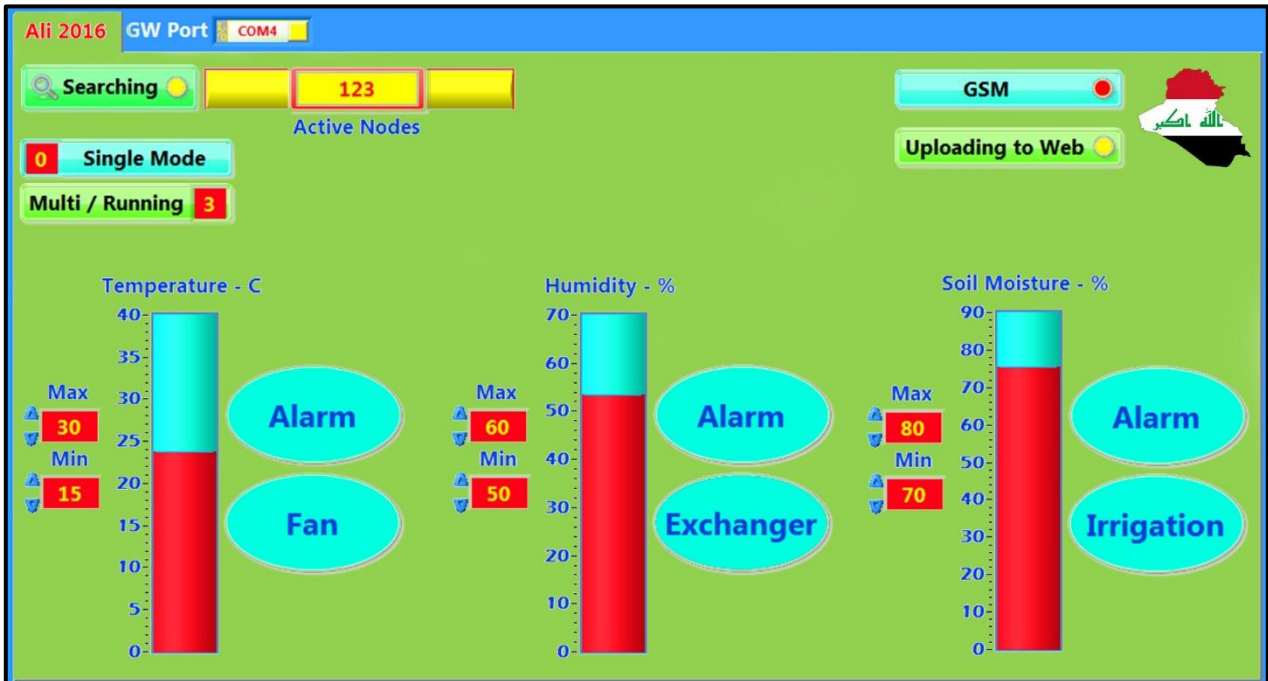 Ali 2016 GW Port COM4
Searching 123
Active Nodes
GSM
Uploading to Web
الله اكبر
0 Single Mode
Multi / Running 3
Temperature - C
40
35
30
25
20
15
10
5
0
Max
30
Min
15
Alarm
Fan
Humidity - %
70
60
50
40
30
20
10
0
Max
60
Min
50
Alarm
Exchanger
Soil Moisture - %
90
80
70
60
50
40
30
20
10
0
Max
80
Min
70
Alarm
Irrigation